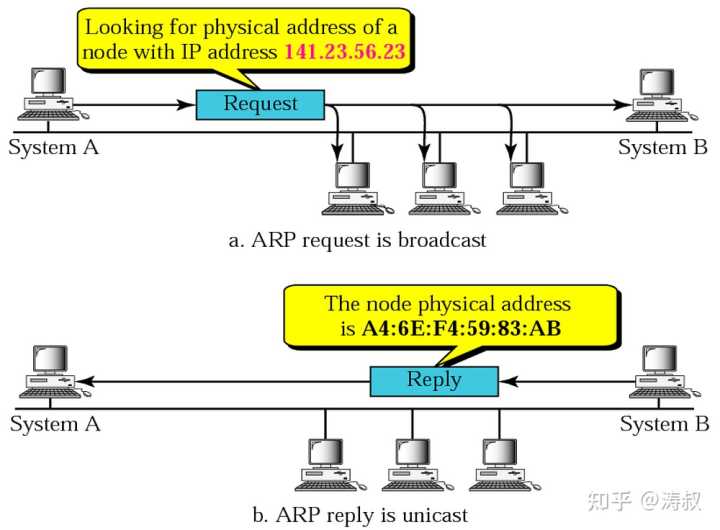 Looking for physical address of a
node with IP address 141.23.56.23
Request
System A
System B
a. ARP request is broadcast
The node physical address
is A4:6E:F4:59:83:AB
Reply
System A
System B
b. ARP reply is unicast
知乎 @涛叔